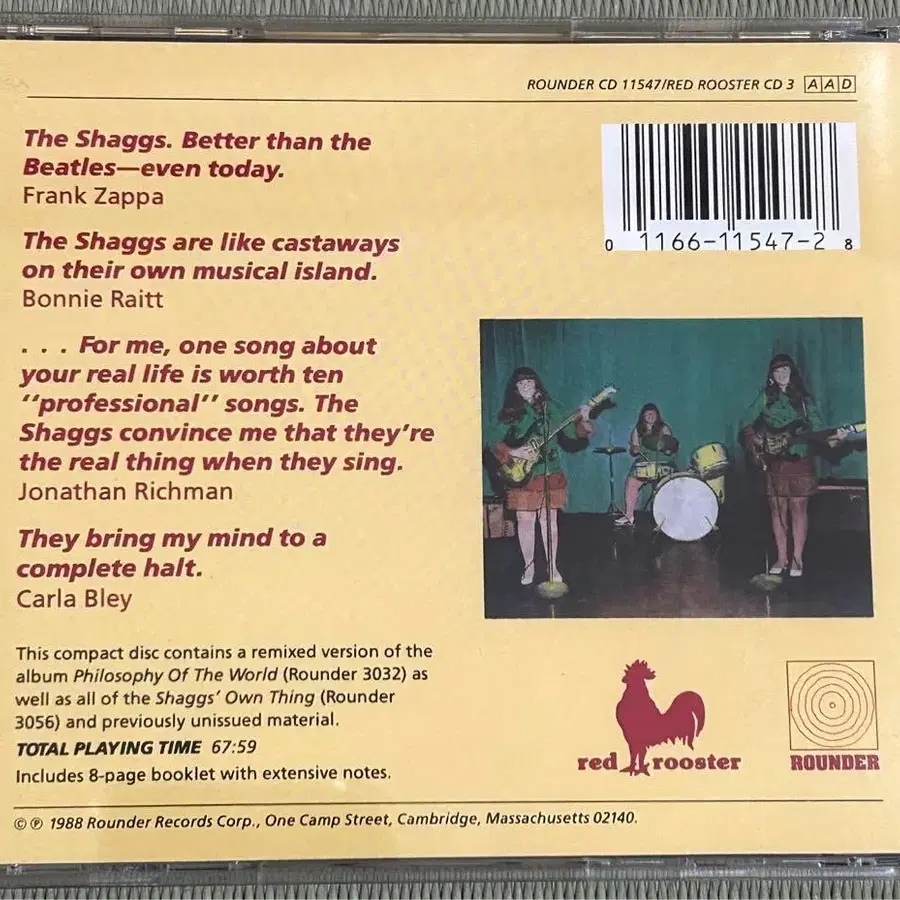 ROUNDER CD 11547/RED ROOSTER CD 3 AAD
The Shaggs. Better than the
Beatles—even today.
Frank Zappa
The Shaggs are like castaways
on their own musical island.
Bonnie Raitt
. . . For me, one song about
your real life is worth ten
''professional'' songs. The
Shaggs convince me that they're
the real thing when they sing.
Jonathan Richman
They bring my mind to a
complete halt.
Carla Bley
This compact disc contains a remixed version of the
album Philosophy Of The World (Rounder 3032) as
well as all of the Shaggs' Own Thing (Rounder
3056) and previously unissued material.
TOTAL PLAYING TIME 67:59
Includes 8-page booklet with extensive notes.
0 1166-11547-2 8
red rooster
ROUNDER
© ℗ 1988 Rounder Records Corp., One Camp Street, Cambridge, Massachusetts 02140.